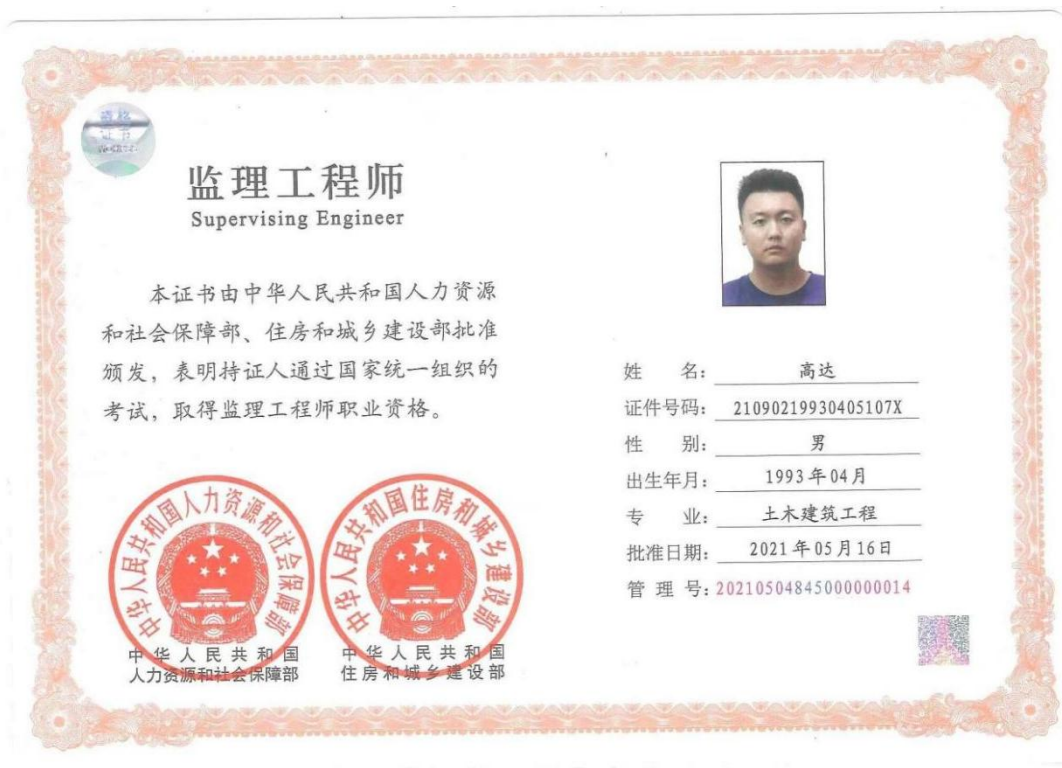 资格
证书
监理工程师
Supervising Engineer
本证书由中华人民共和国人力资源
和社会保障部、住房和城乡建设部批准
颁发，表明持证人通过国家统一组织的
考试，取得监理工程师职业资格。
中华人民共和国人力资源和社会保障部
中华人民共和国
人力资源和社会保障部
中华人民共和国住房和城乡建设部
中华人民共和国
住房和城乡建设部
姓 名：高达
证件号码：21090219930405107X
性 别：男
出生年月：1993年04月
专 业：土木建筑工程
批准日期：2021年05月16日
管 理 号：20210504845000000014